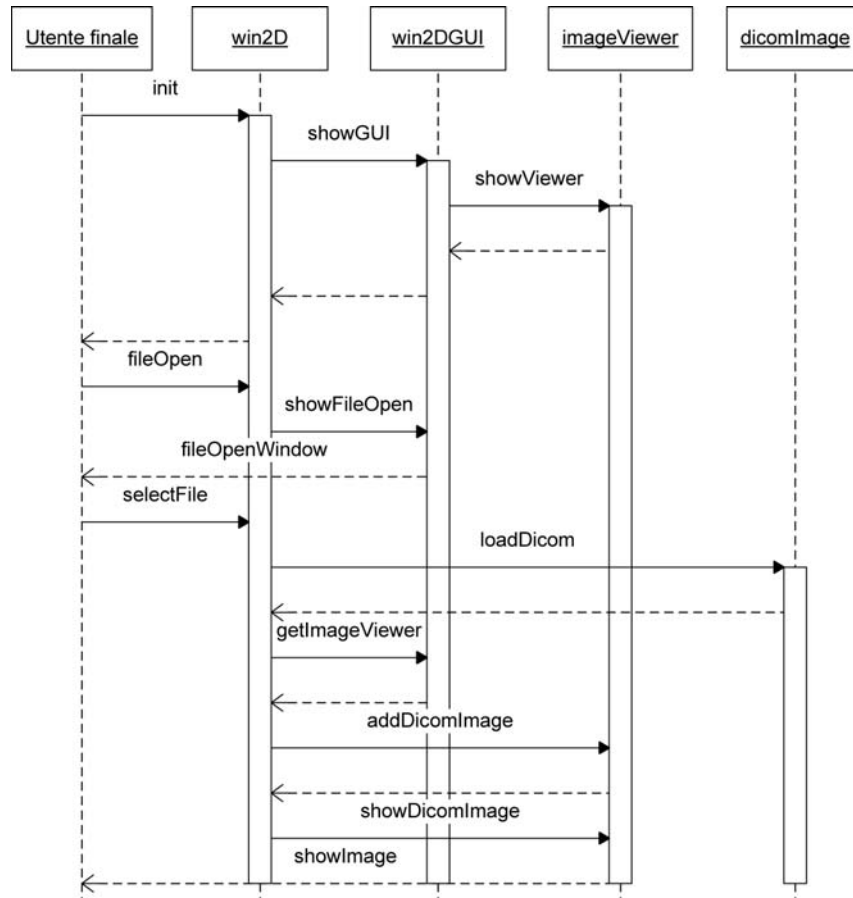 Utente finale
win2D
win2DGUI
imageViewer
dicomImage
init
showGUI
showViewer
fileOpen
showFileOpen
fileOpenWindow
selectFile
loadDicom
getImageViewer
addDicomImage
showDicomImage
showImage